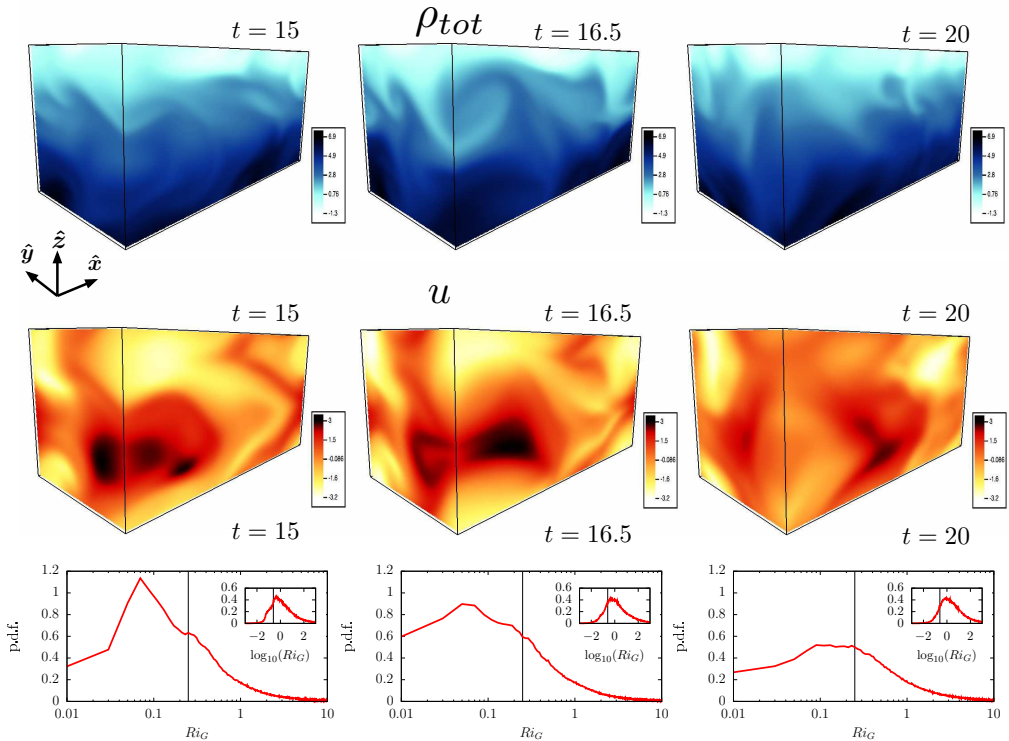 t = 15
ρtot
t = 16.5
t = 20
6.9
4.9
2.8
0.76
-1.3
6.9
4.9
2.8
0.76
-1.3
6.9
4.9
2.8
0.76
-1.3
ŷ ẑ x̂
u
t = 15
t = 16.5
t = 20
3
1.5
-0.086
-1.6
-3.2
3
1.5
-0.086
-1.6
-3.2
3
1.5
-0.086
-1.6
-3.2
t = 15
t = 16.5
t = 20
p.d.f.
1.2
1
0.8
0.6
0.4
0.2
0
0.01 0.1 1 10
RiG
0.6
0.4
0.2
0
−2 0 2
log10(RiG)
p.d.f.
1.2
1
0.8
0.6
0.4
0.2
0
0.01 0.1 1 10
RiG
0.6
0.4
0.2
0
−2 0 2
log10(RiG)
p.d.f.
1.2
1
0.8
0.6
0.4
0.2
0
0.01 0.1 1 10
RiG
0.6
0.4
0.2
0
−2 0 2
log10(RiG)